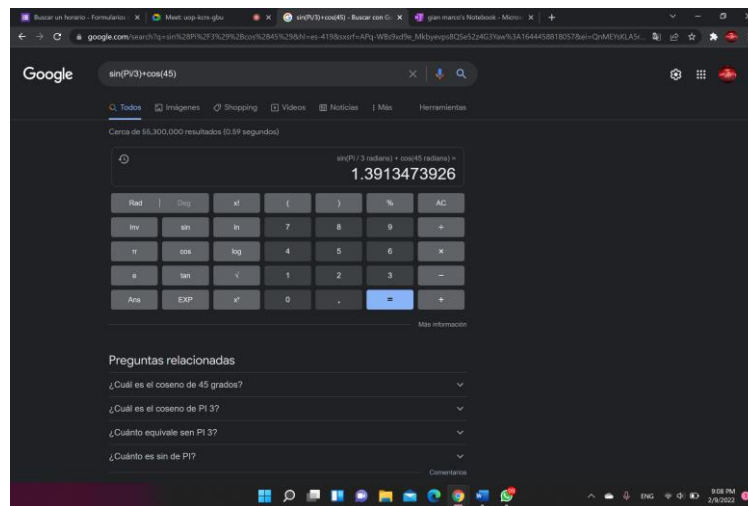 Buscar un horario - Formularios
Meet: uop-kcrx-gbu
sin(Pi/3)+cos(45) - Buscar con Go
gian marco's Notebook - Micros
google.com/search?q=sin%28Pi%2F3%29%2Bcos%2845%29&hl=es-419&
Google
sin(Pi/3)+cos(45)
Todos Imágenes Shopping Videos Noticias Más Herramientas
Cerca de 55,300,000 resultados (0.59 segundos)
sin(Pi / 3 radians) + cos(45 radians) =
1.3913473926
Rad | Deg x! ( ) % AC
Inv sin ln 7 8 9 ÷
π cos log 4 5 6 ×
e tan √ 1 2 3 −
Ans EXP xʸ 0 . = +
Más información
Preguntas relacionadas
¿Cuál es el coseno de 45 grados?
¿Cuál es el coseno de PI 3?
¿Cuánto equivale sen PI 3?
¿Cuánto es sin de PI?
Comentarios
ENG
9:08 PM
2/9/2022